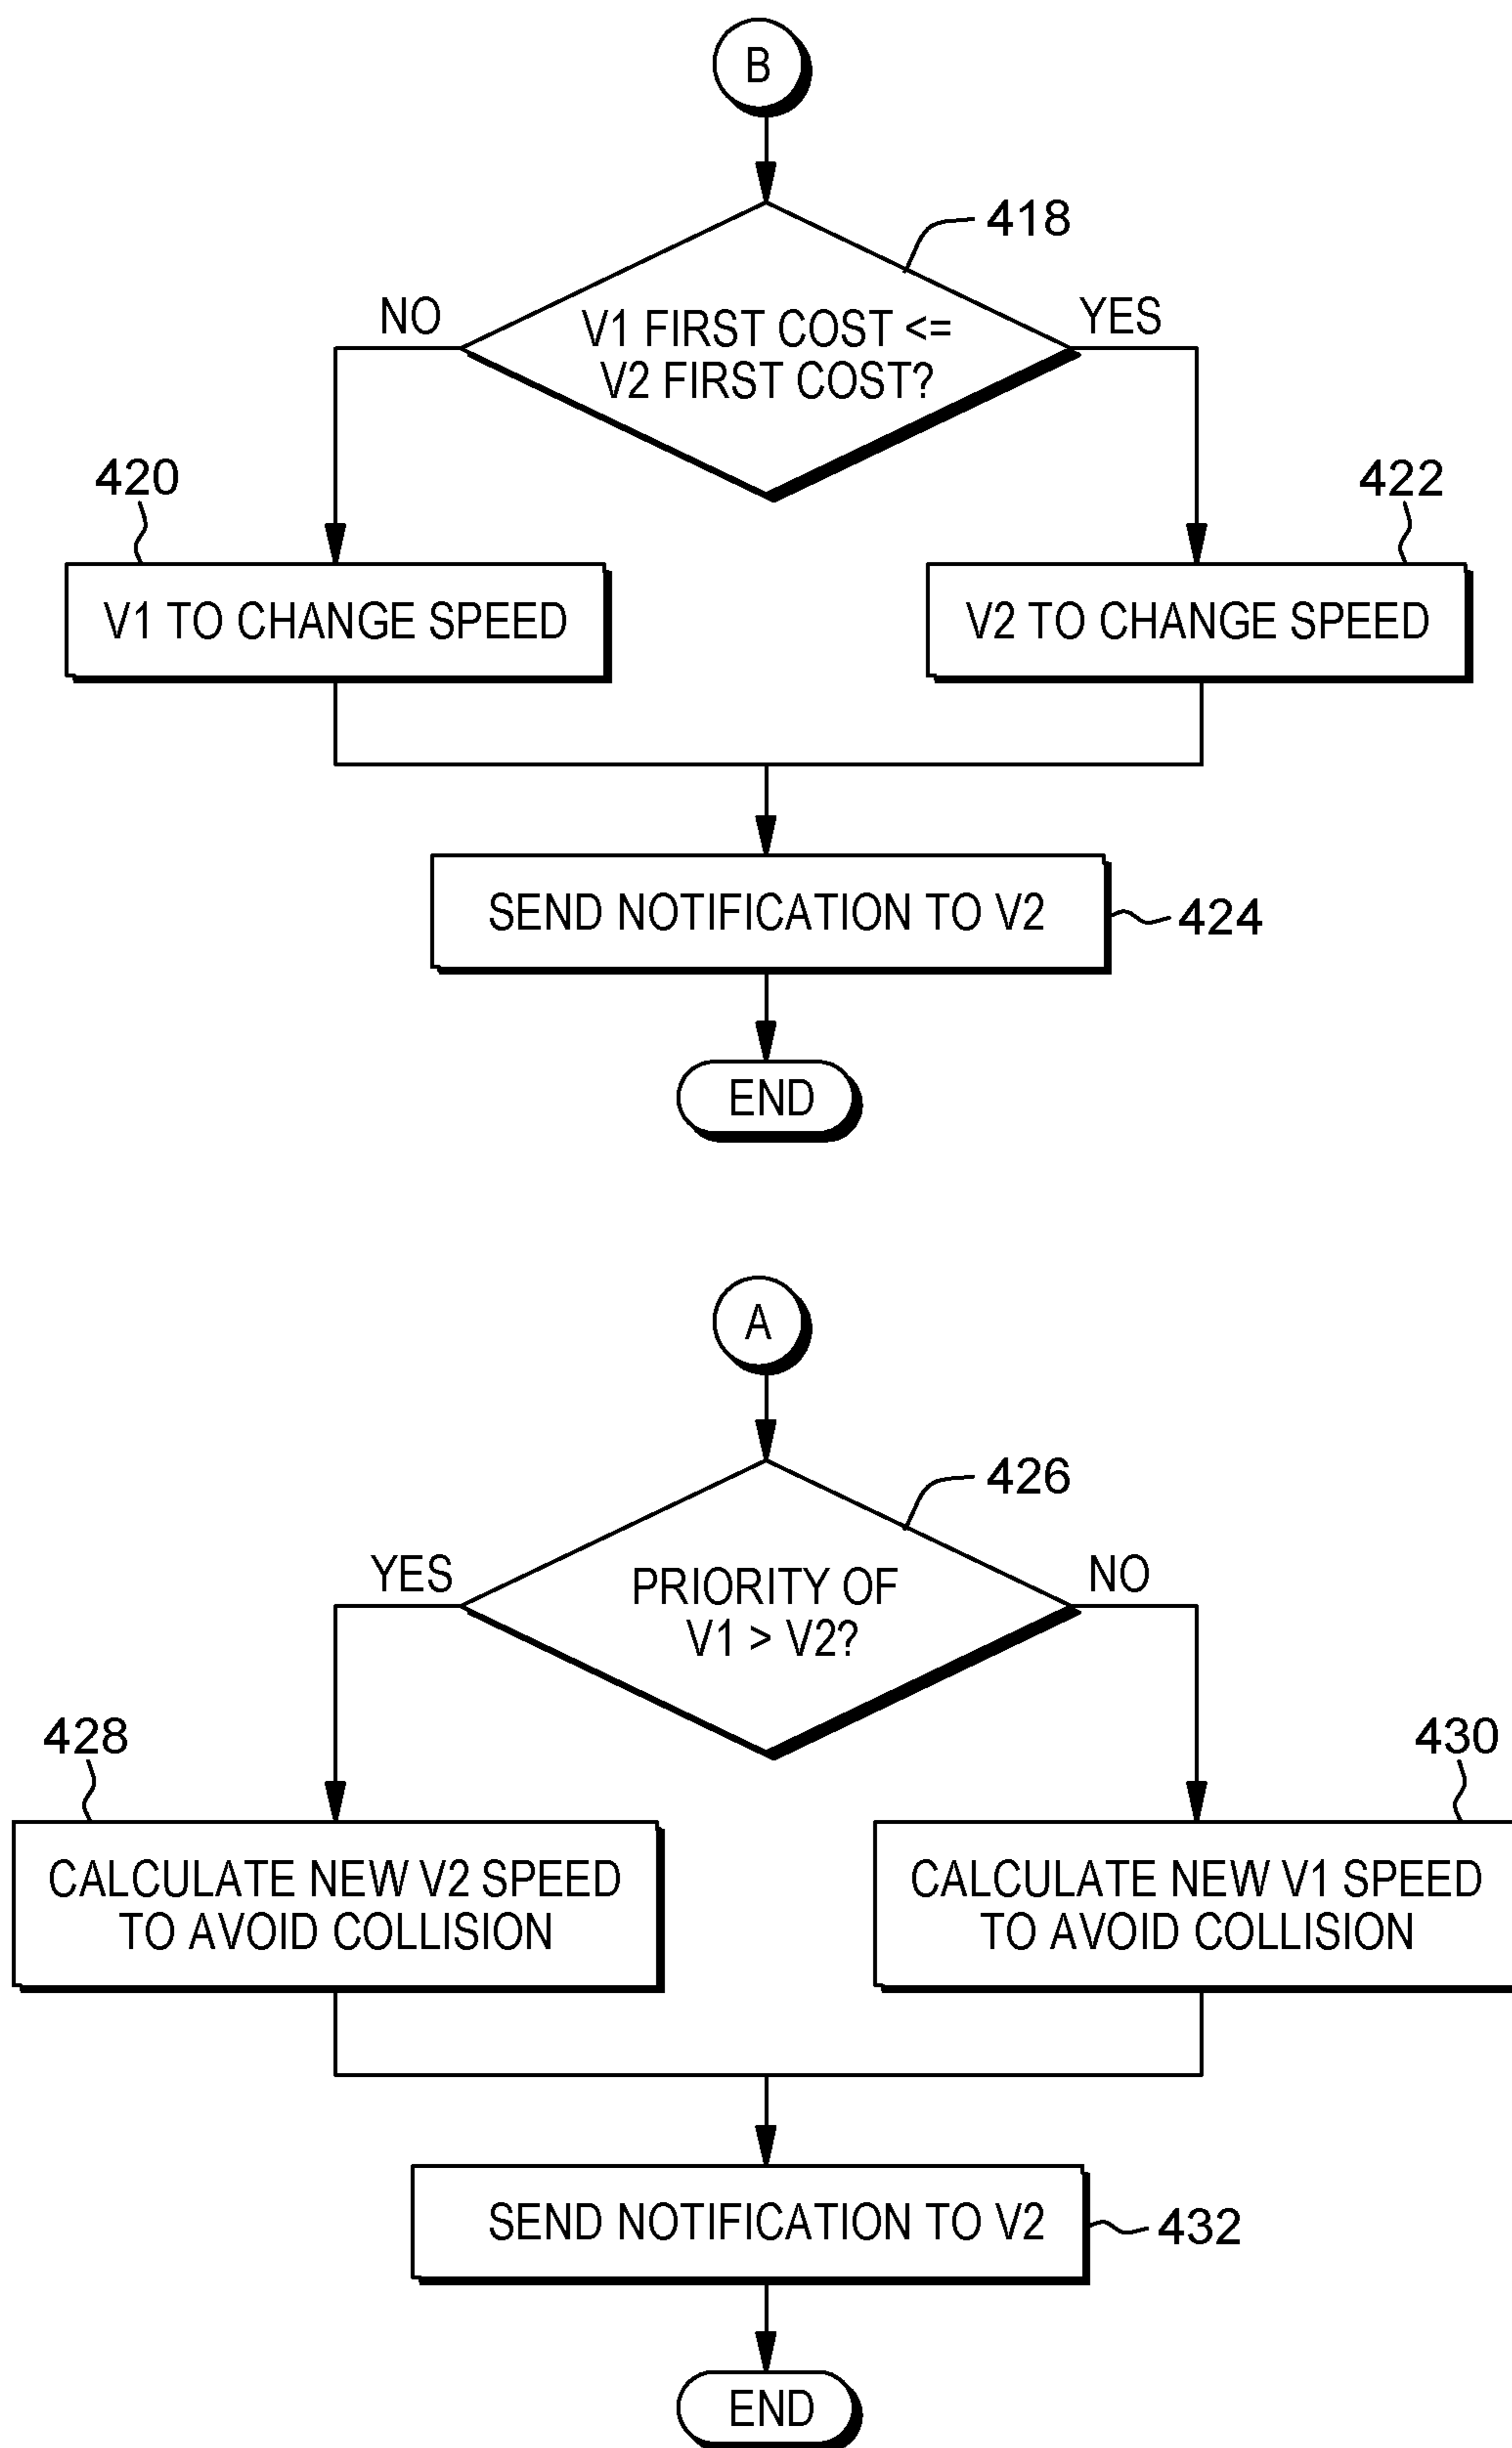 B
418
NO
YES
V1 FIRST COST <=
V2 FIRST COST?
420
422
V1 TO CHANGE SPEED
V2 TO CHANGE SPEED
SEND NOTIFICATION TO V2
424
END
A
426
YES
NO
PRIORITY OF
V1 > V2?
428
430
CALCULATE NEW V2 SPEED
TO AVOID COLLISION
CALCULATE NEW V1 SPEED
TO AVOID COLLISION
SEND NOTIFICATION TO V2
432
END